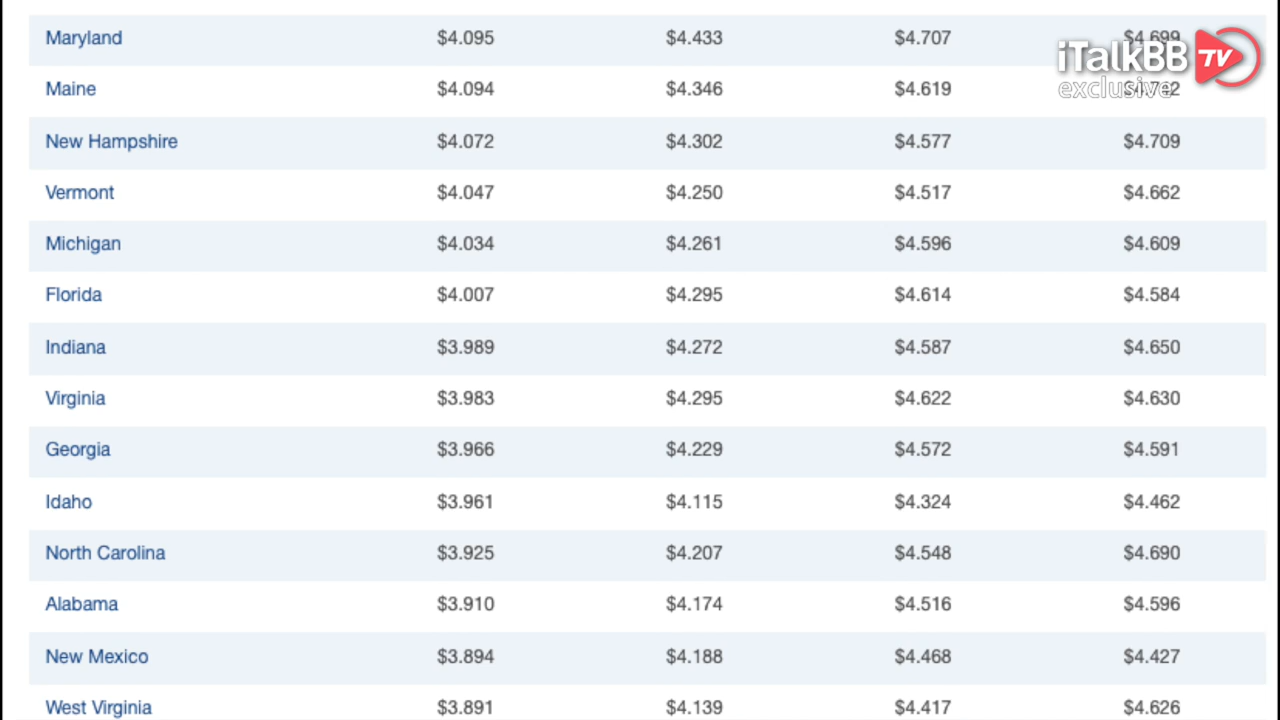 Maryland $4.095 $4.433 $4.707 $4.699
iTalkBB TV
exclusive
Maine $4.094 $4.346 $4.619
New Hampshire $4.072 $4.302 $4.577 $4.709
Vermont $4.047 $4.250 $4.517 $4.662
Michigan $4.034 $4.261 $4.596 $4.609
Florida $4.007 $4.295 $4.614 $4.584
Indiana $3.989 $4.272 $4.587 $4.650
Virginia $3.983 $4.295 $4.622 $4.630
Georgia $3.966 $4.229 $4.572 $4.591
Idaho $3.961 $4.115 $4.324 $4.462
North Carolina $3.925 $4.207 $4.548 $4.690
Alabama $3.910 $4.174 $4.516 $4.596
New Mexico $3.894 $4.188 $4.468 $4.427
West Virginia $3.891 $4.139 $4.417 $4.626